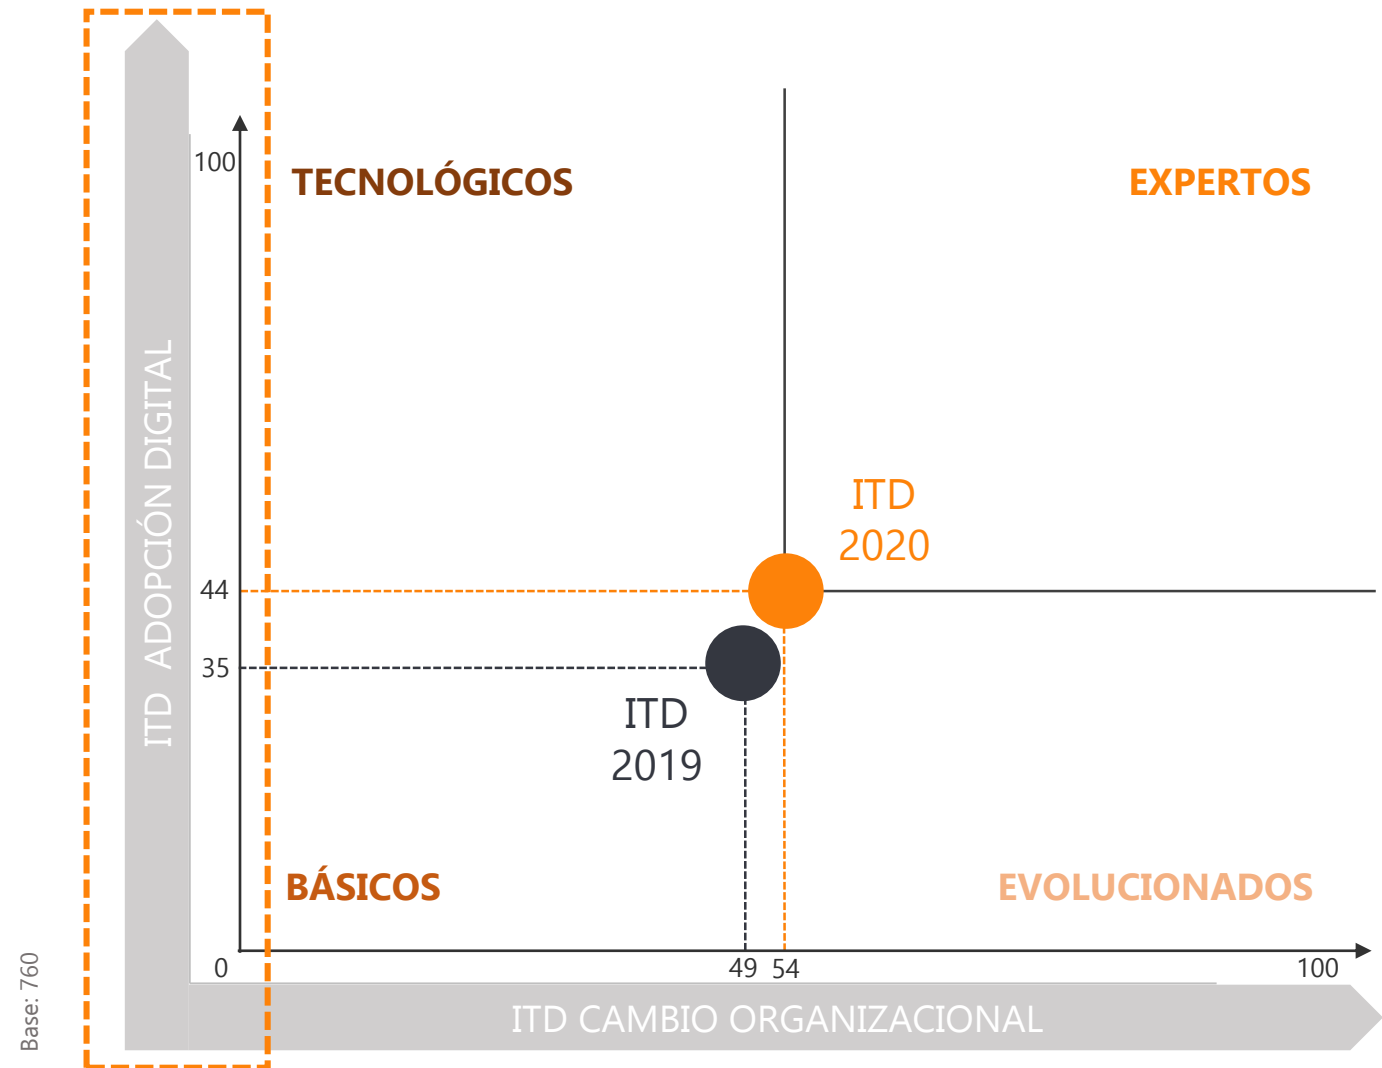 100
TECNOLÓGICOS
EXPERTOS
ITD ADOPCIÓN DIGITAL
ITD
2020
44
35
ITD
2019
BÁSICOS
EVOLUCIONADOS
0
49
54
100
ITD CAMBIO ORGANIZACIONAL
Base: 760